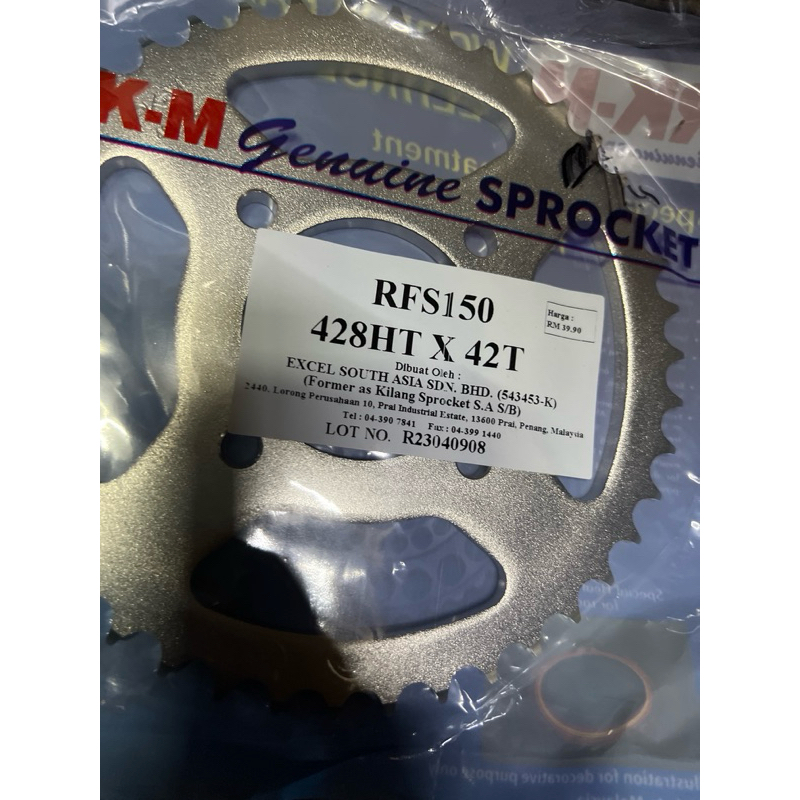 K-M Genuine SPROCKET
RFS150
428HT X 42T
Harga :
RM 39.90
Dibuat Oleh :
EXCEL SOUTH ASIA SDN. BHD. (543453-K)
(Former as Kilang Sprocket S.A S/B)
2440. Lorong Perusahaan 10, Prai Industrial Estate, 13600 Prai, Penang, Malaysia
Tel : 04-390 7841 Fax : 04-399 1440
LOT NO. R23040908